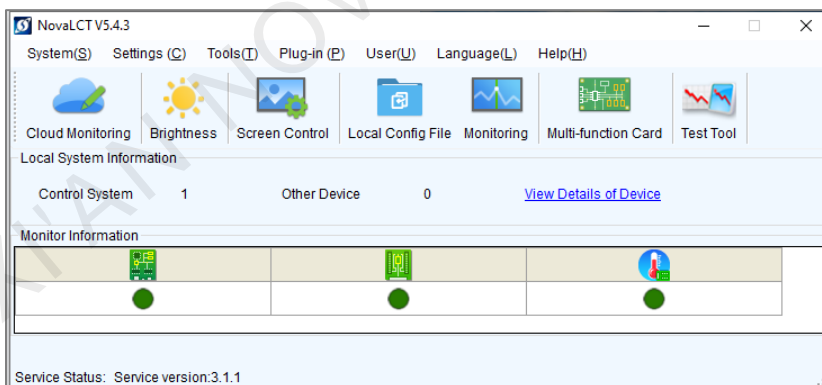 NovaLCT V5.4.3
System(S) Settings (C) Tools(T) Plug-in (P) User(U) Language(L) Help(H)
Cloud Monitoring Brightness Screen Control Local Config File Monitoring Multi-function Card Test Tool
Local System Information
Control System 1 Other Device 0 View Details of Device
Monitor Information
Service Status: Service version:3.1.1